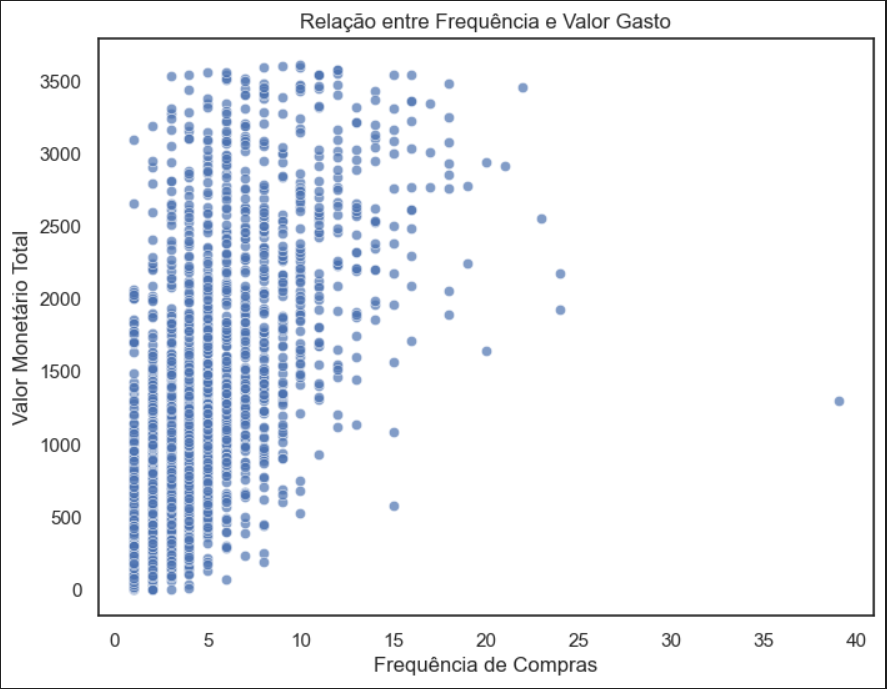 Relação entre Frequência e Valor Gasto
Valor Monetário Total
3500
3000
2500
2000
1500
1000
500
0
0 5 10 15 20 25 30 35 40
Frequência de Compras